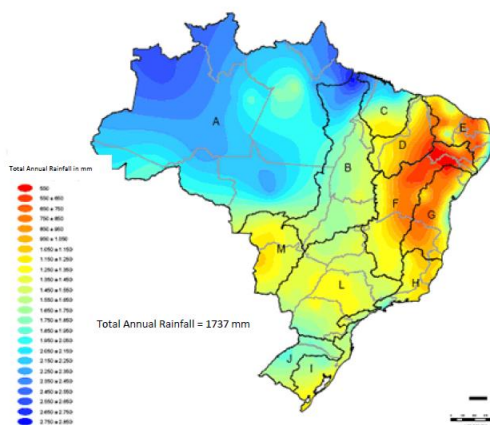 A
B
C
D
E
F
G
H
M
L
J
I
Total Annual Rainfall in mm
550
550 a 650
650 a 750
750 a 850
850 a 950
950 a 1.050
1.050 a 1.150
1.150 a 1.250
1.250 a 1.350
1.350 a 1.450
1.450 a 1.550
1.550 a 1.650
1.650 a 1.750
1.750 a 1.850
1.850 a 1.950
1.950 a 2.050
2.050 a 2.150
2.150 a 2.250
2.250 a 2.350
2.350 a 2.450
2.450 a 2.550
2.550 a 2.650
2.650 a 2.750
2.750 a 2.850
Total Annual Rainfall = 1737 mm